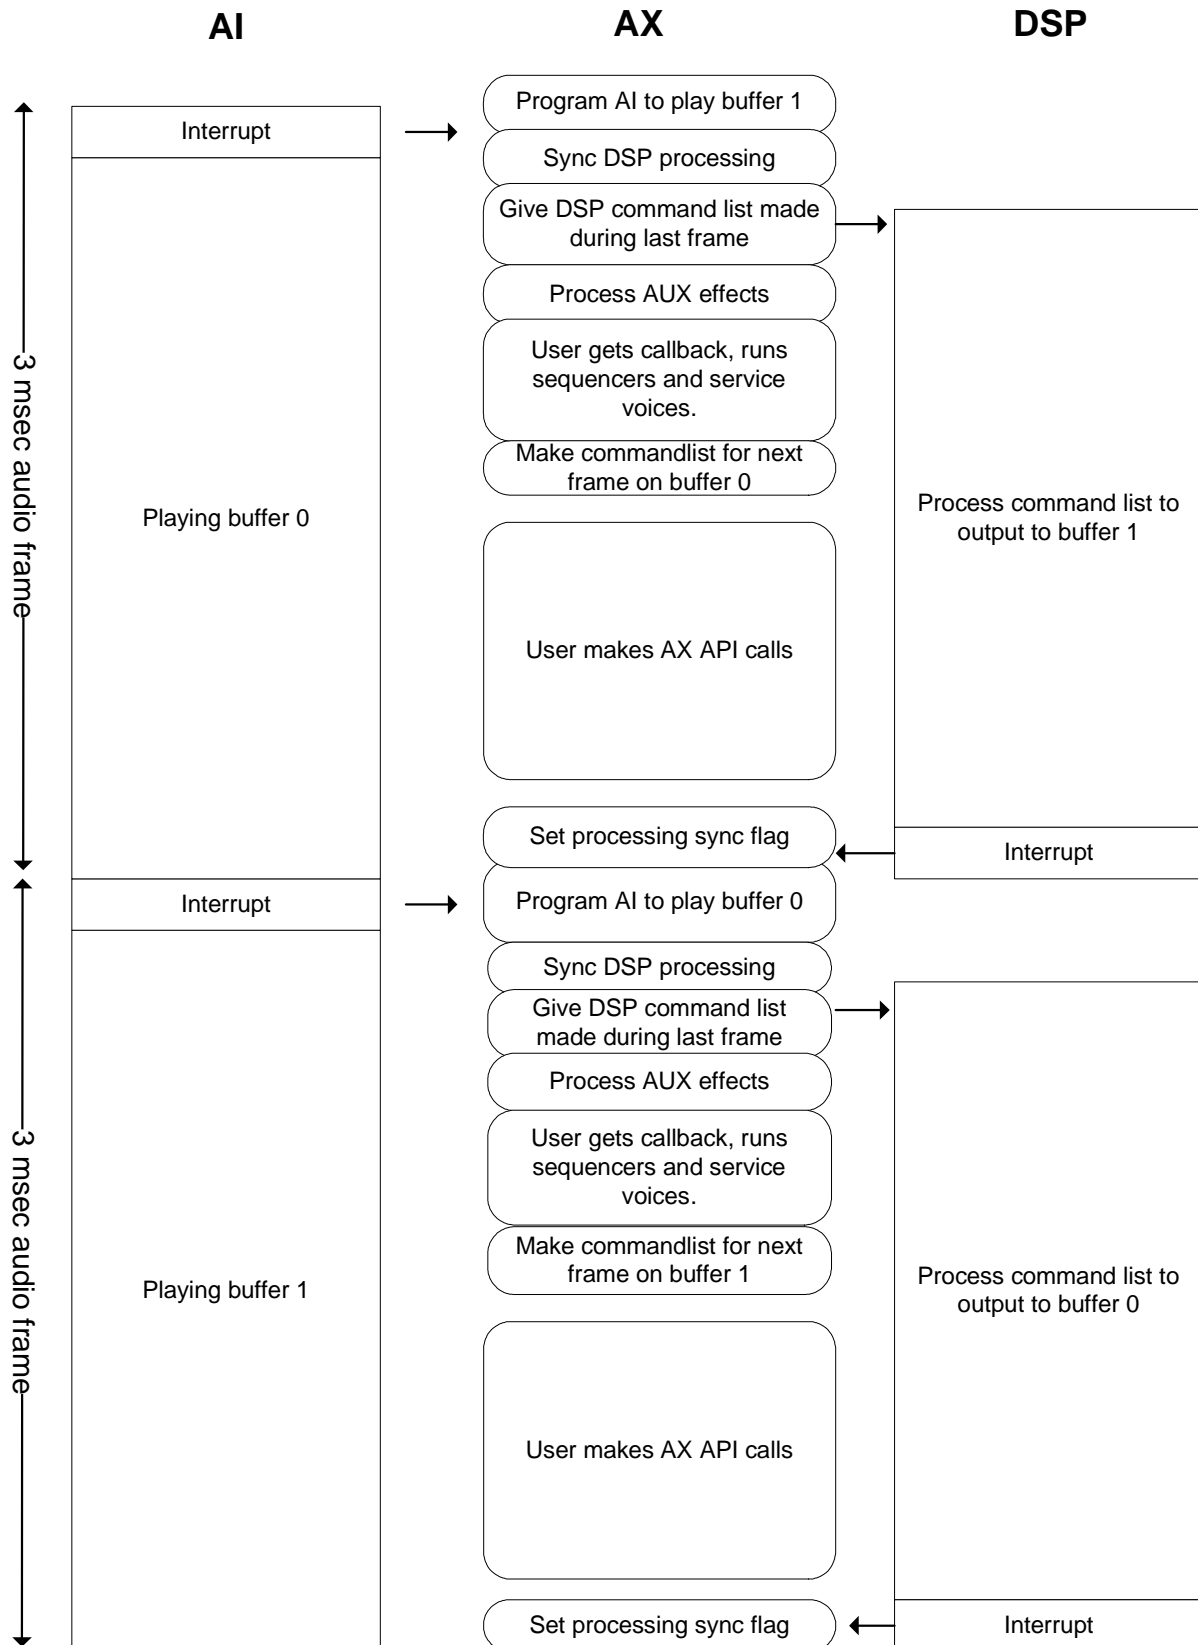 AI
AX
DSP
3 msec audio frame
Interrupt
Playing buffer 0
Program AI to play buffer 1
Sync DSP processing
Give DSP command list made
during last frame
Process AUX effects
User gets callback, runs
sequencers and service
voices.
Make commandlist for next
frame on buffer 0
User makes AX API calls
Set processing sync flag
Process command list to
output to buffer 1
Interrupt
3 msec audio frame
Interrupt
Playing buffer 1
Program AI to play buffer 0
Sync DSP processing
Give DSP command list
made during last frame
Process AUX effects
User gets callback, runs
sequencers and service
voices.
Make commandlist for next
frame on buffer 1
User makes AX API calls
Set processing sync flag
Process command list to
output to buffer 0
Interrupt